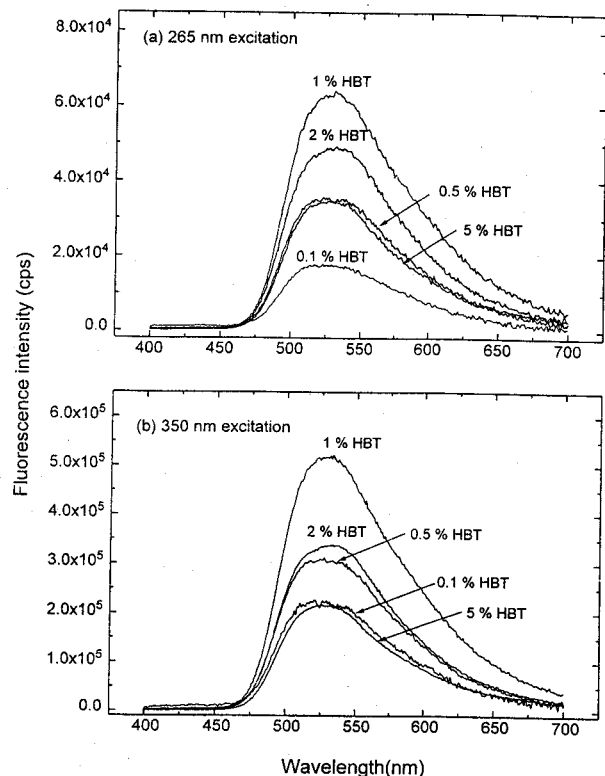 8.0x10⁴
(a) 265 nm excitation
1 % HBT
6.0x10⁴
2 % HBT
4.0x10⁴
0.5 % HBT
5 % HBT
2.0x10⁴
0.1 % HBT
0.0
400 450 500 550 600 650 700
Fluorescence intensity (cps)
6.0x10⁵
(b) 350 nm excitation
1 % HBT
5.0x10⁵
4.0x10⁵
2 % HBT
0.5 % HBT
3.0x10⁵
0.1 % HBT
2.0x10⁵
5 % HBT
1.0x10⁵
0.0
400 450 500 550 600 650 700
Wavelength(nm)